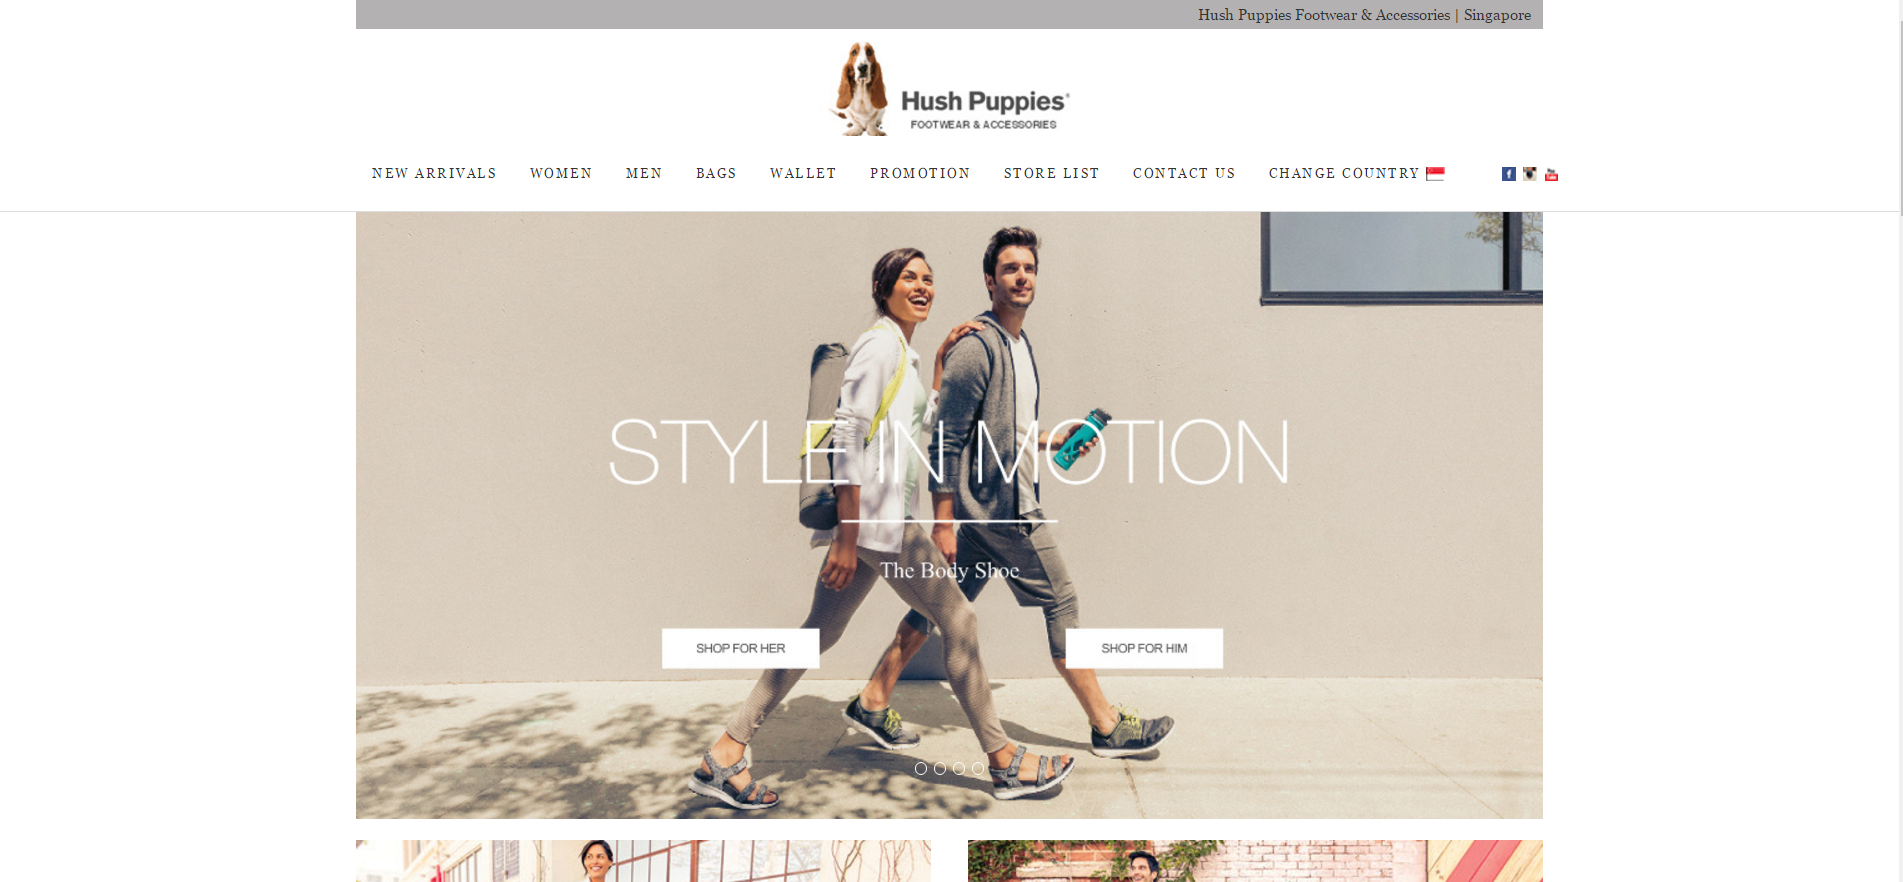 Hush Puppies Footwear & Accessories | Singapore
Hush Puppies®
FOOTWEAR & ACCESSORIES
NEW ARRIVALS WOMEN MEN BAGS WALLET PROMOTION STORE LIST CONTACT US CHANGE COUNTRY
STYLE IN MOTION
The Body Shoe
SHOP FOR HER SHOP FOR HIM